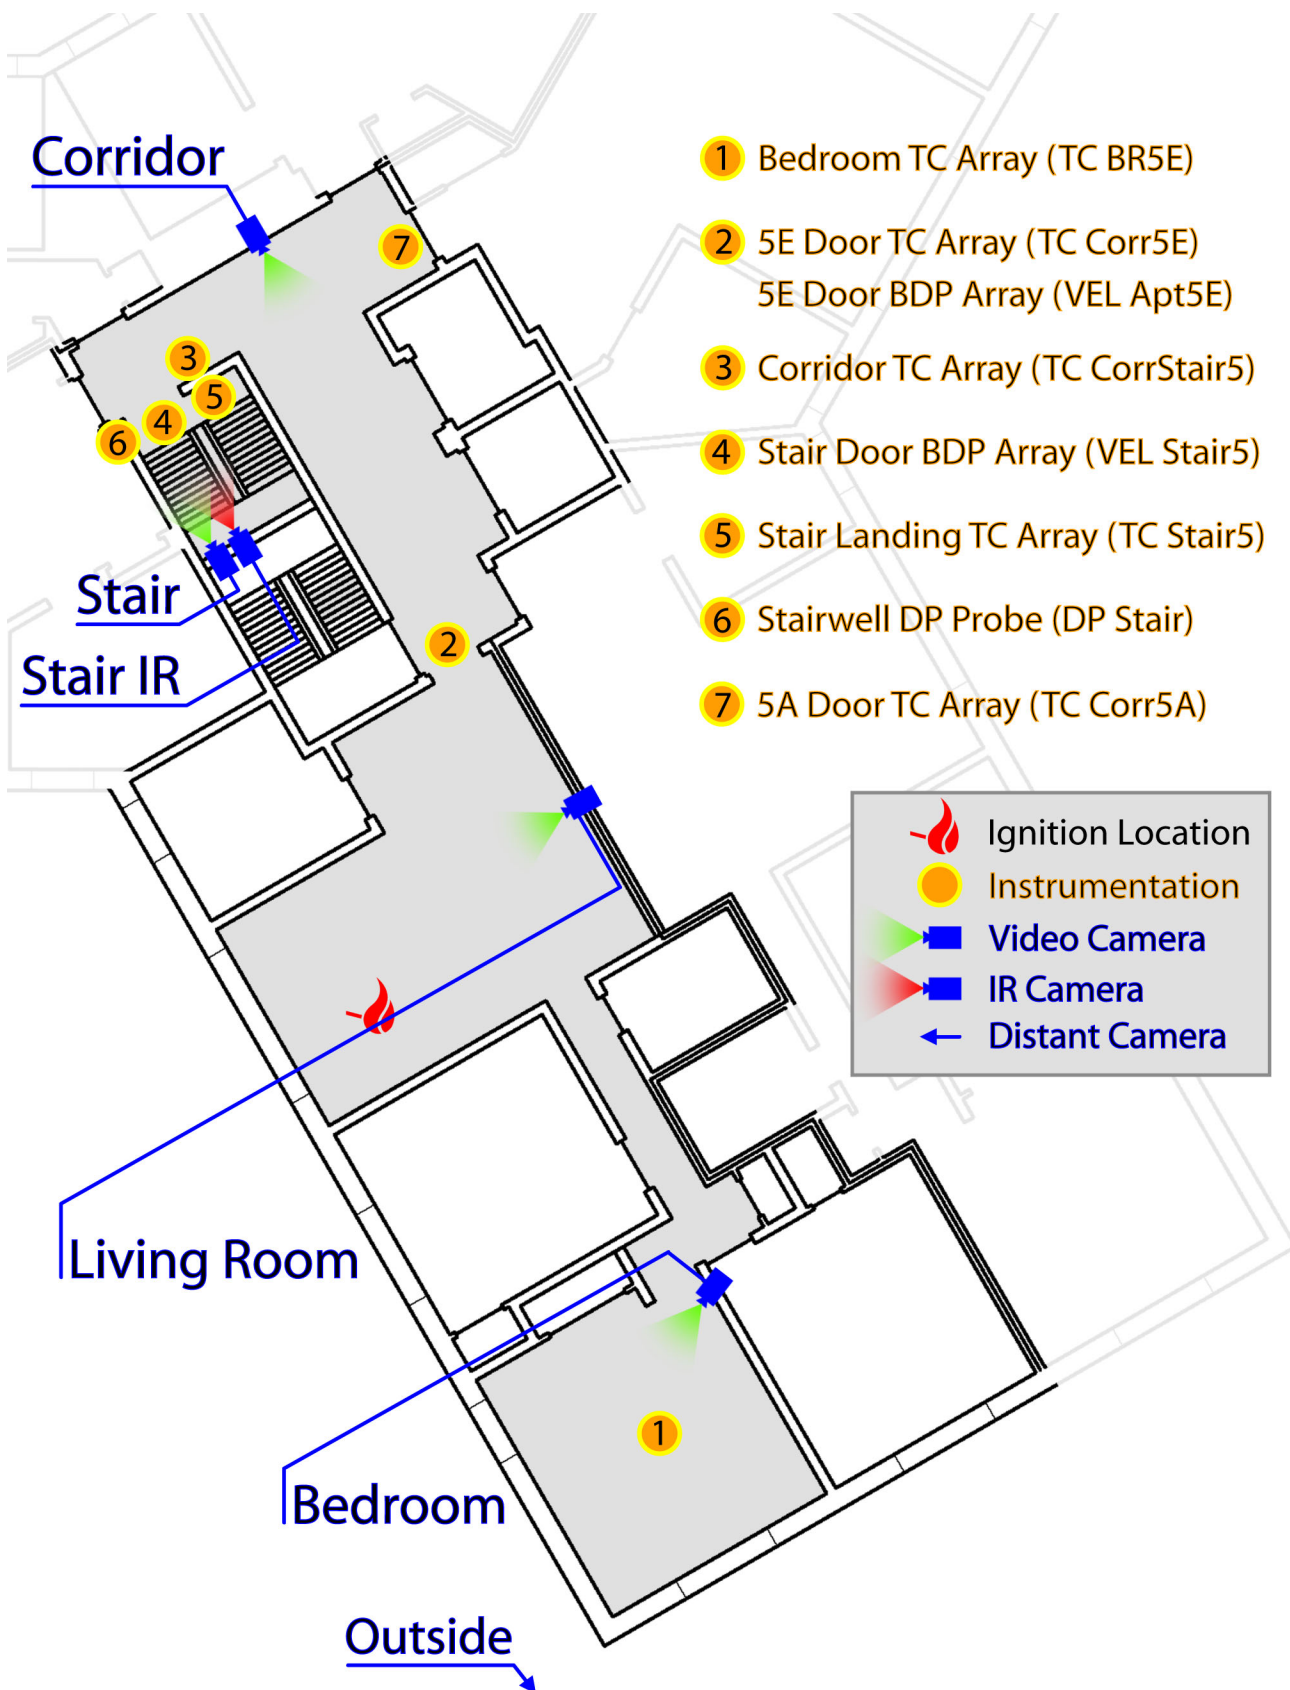 Corridor
1 Bedroom TC Array (TC BR5E)
7
2 5E Door TC Array (TC Corr5E)
5E Door BDP Array (VEL Apt5E)
3
3 Corridor TC Array (TC CorrStair5)
5
4
6
4 Stair Door BDP Array (VEL Stair5)
5 Stair Landing TC Array (TC Stair5)
Stair
6 Stairwell DP Probe (DP Stair)
2
Stair IR
7 5A Door TC Array (TC Corr5A)
Ignition Location
Instrumentation
Video Camera
IR Camera
Distant Camera
Living Room
1
Bedroom
Outside